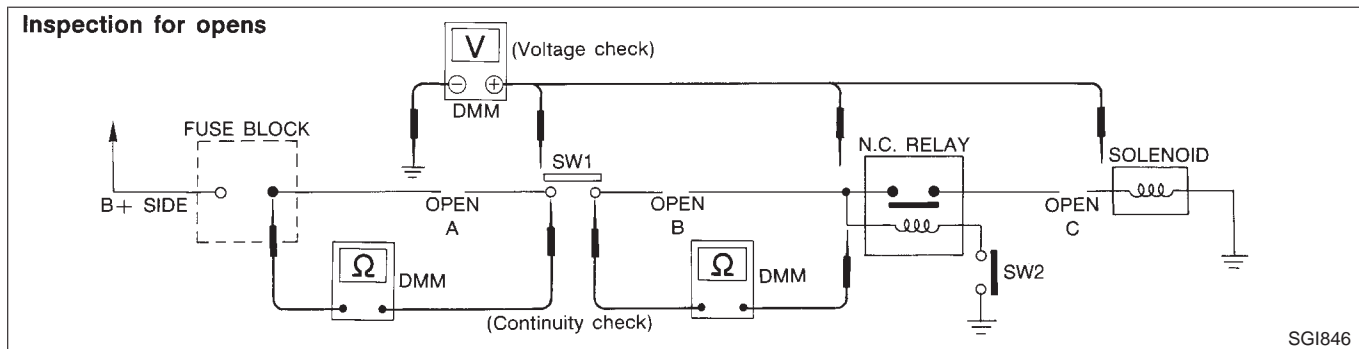 Inspection for opens
V
(Voltage check)
− +
DMM
FUSE BLOCK
N.C. RELAY
SOLENOID
SW1
B+ SIDE
OPEN
A
OPEN
B
OPEN
C
Ω
DMM
Ω
DMM
SW2
(Continuity check)
SGI846